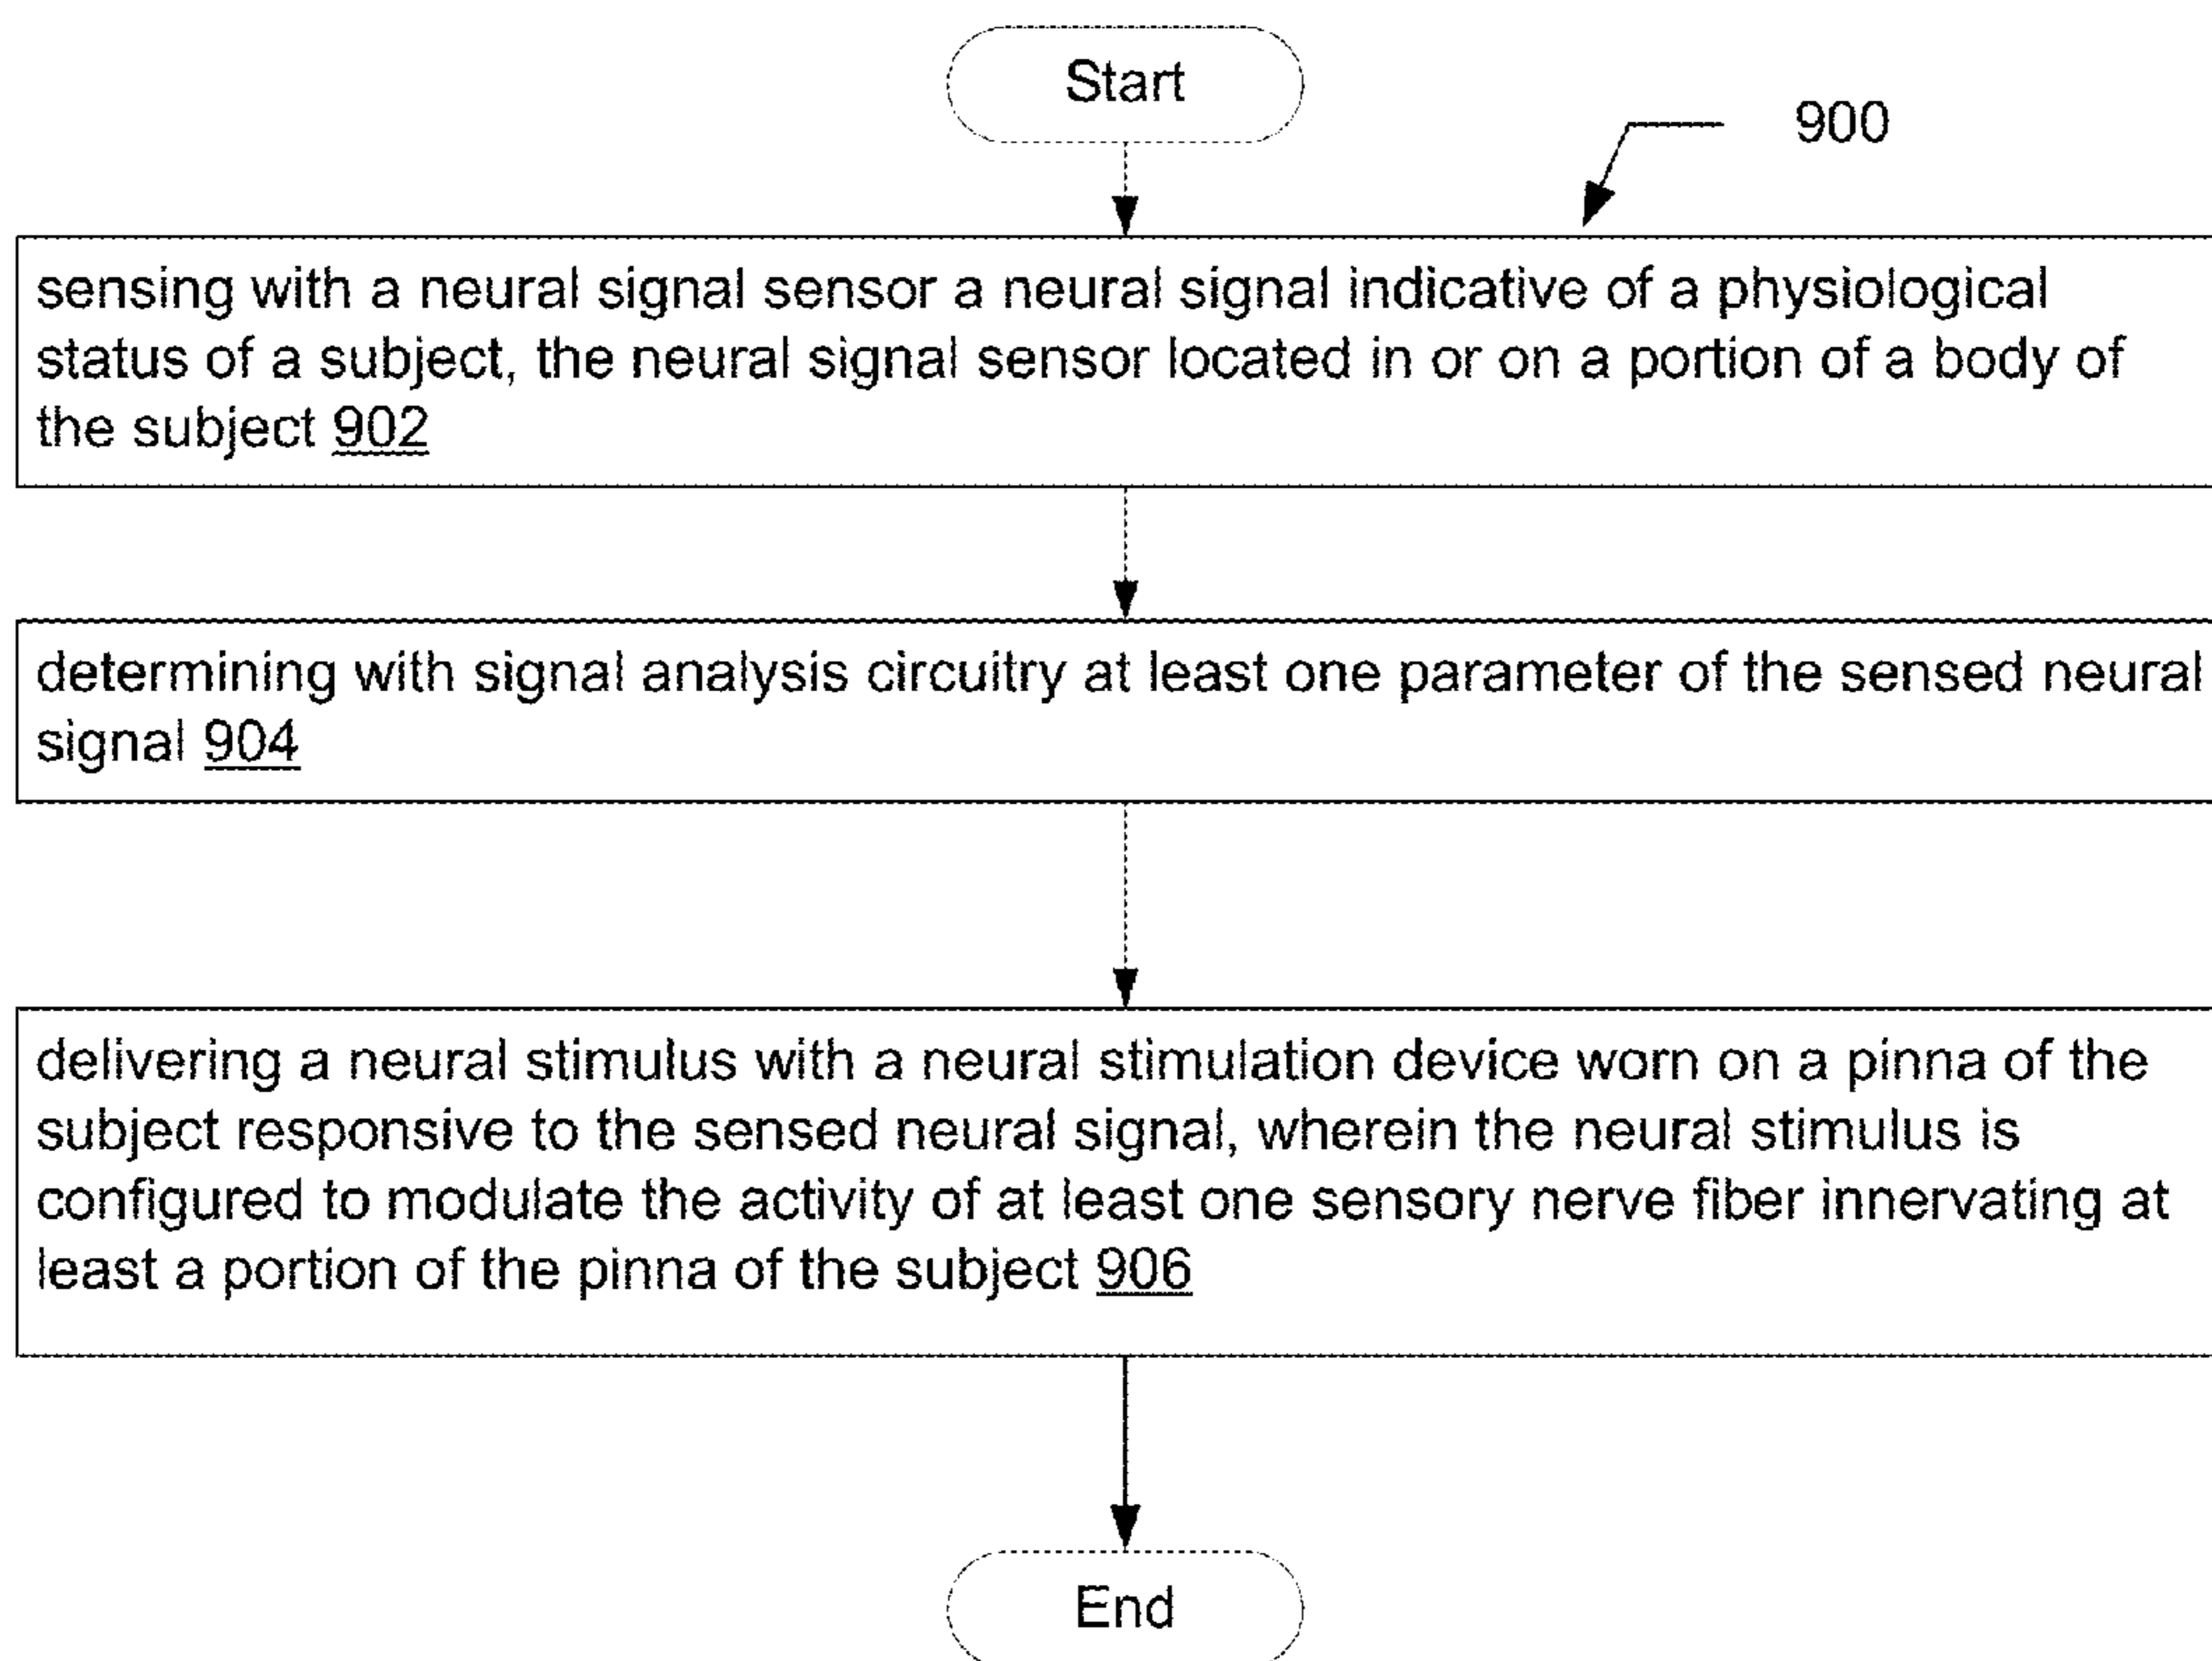 Start
900
sensing with a neural signal sensor a neural signal indicative of a physiological
status of a subject, the neural signal sensor located in or on a portion of a body of
the subject 902
determining with signal analysis circuitry at least one parameter of the sensed neural
signal 904
delivering a neural stimulus with a neural stimulation device worn on a pinna of the
subject responsive to the sensed neural signal, wherein the neural stimulus is
configured to modulate the activity of at least one sensory nerve fiber innervating at
least a portion of the pinna of the subject 906
End